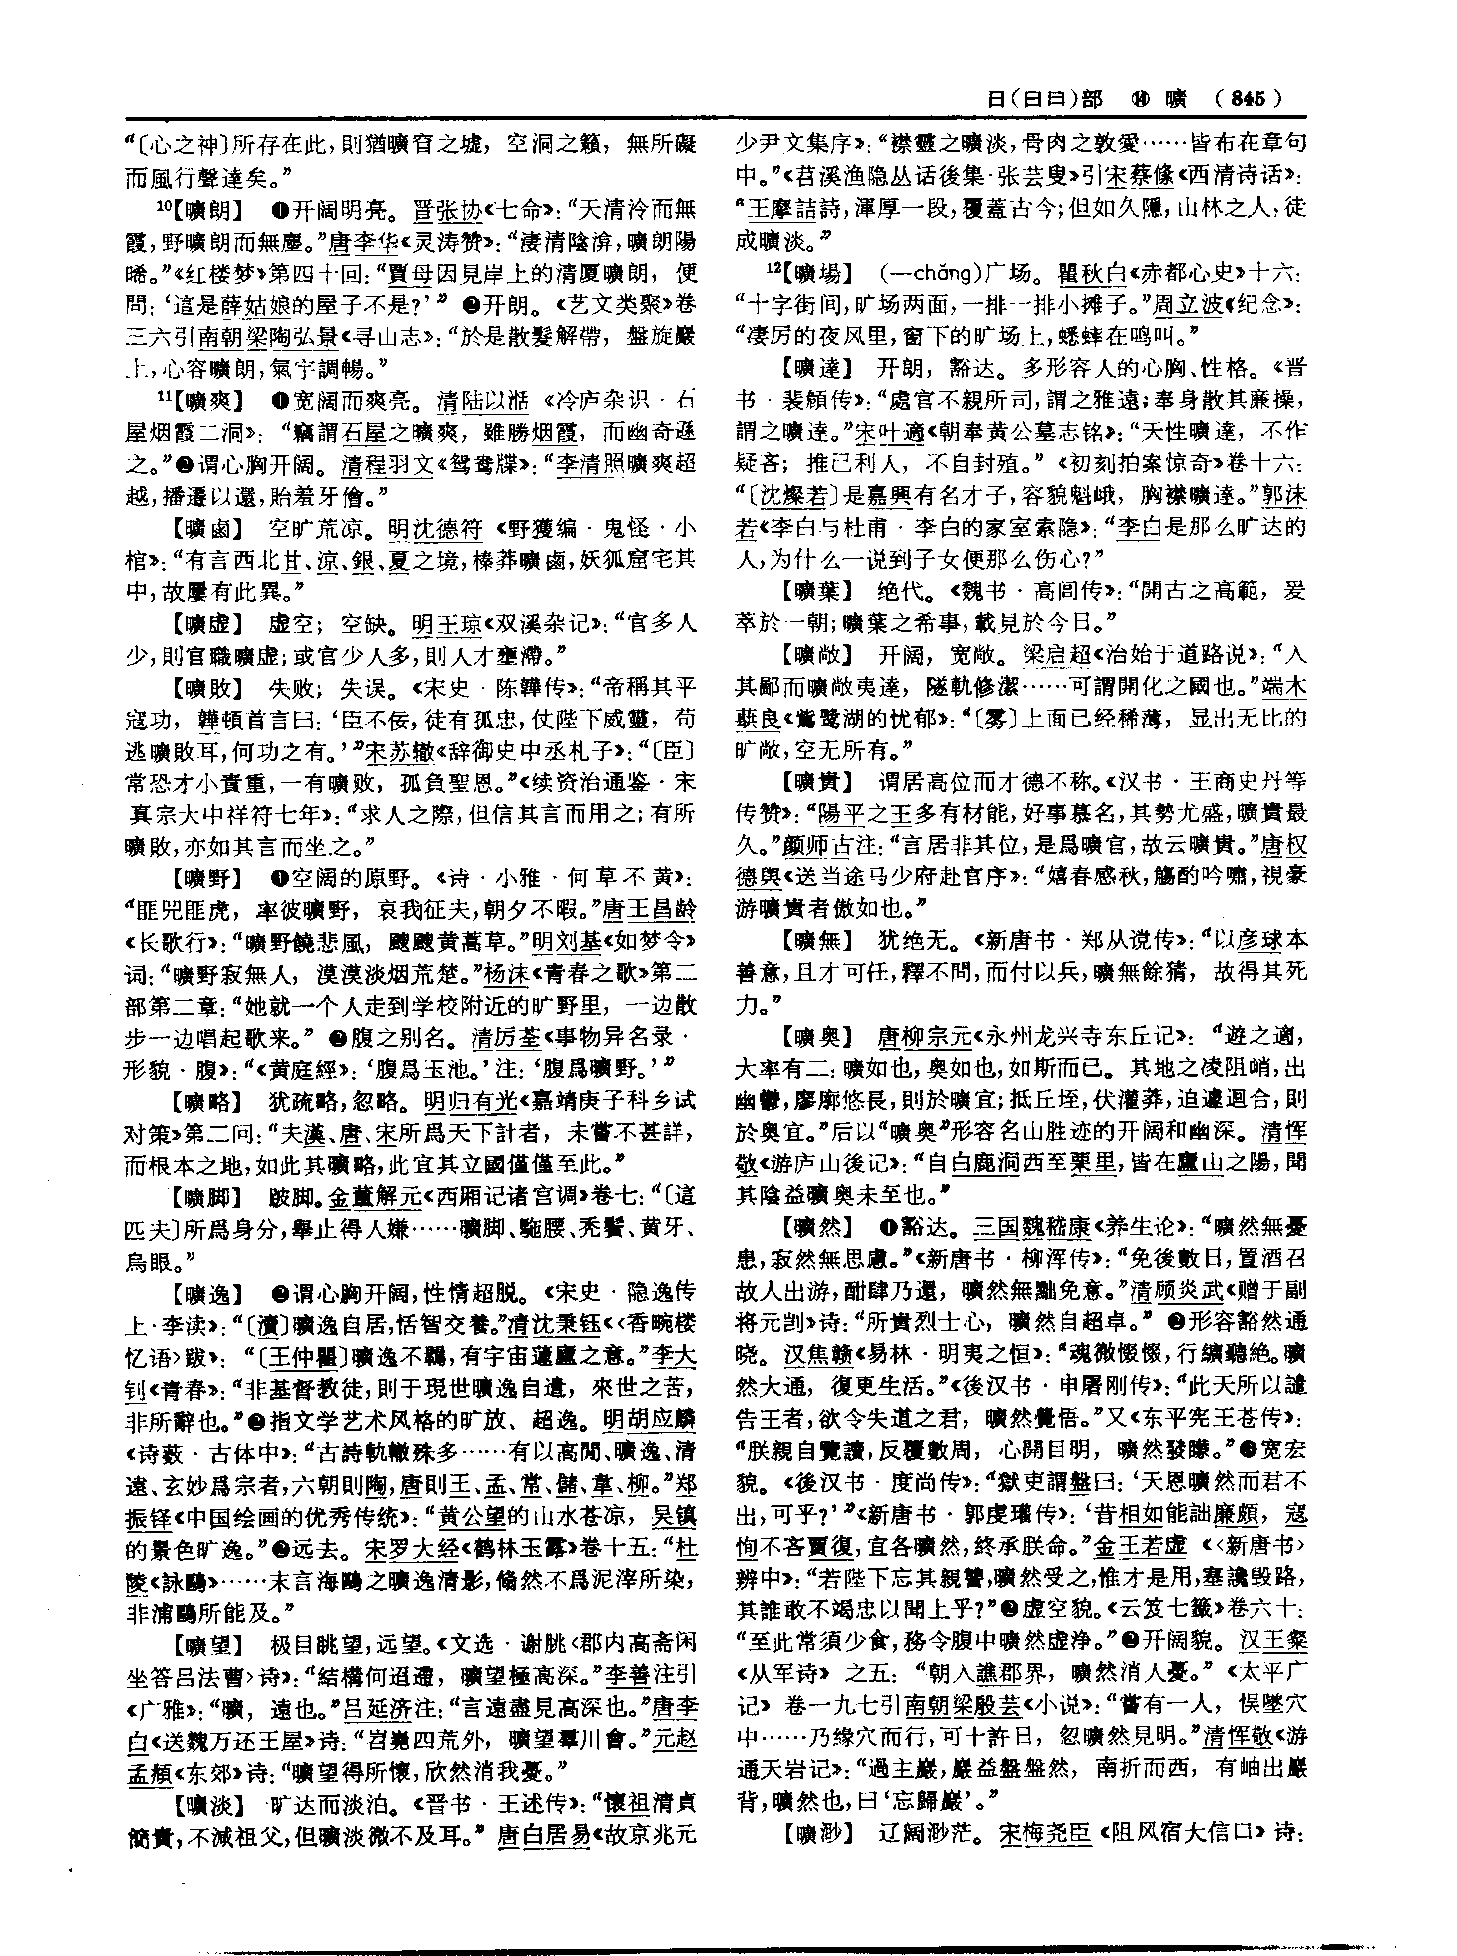 日(日曰)部 ⑭ 曠 (845)
“〔心之神〕所存在此，則猶曠窅之墟，空洞之籟，無所礙
而風行聲達矣。”
10【曠朗】 ❶开阔明亮。晋张协《七命》：“天清泠而無
霞，野曠朗而無塵。”唐李华《灵涛赞》：“淒清陰濟，曠朗陽
晞。”《红楼梦》第四十回：“賈母因見岸上的清厦曠朗，便
問：‘這是薛姑娘的屋子不是？’” ❷开朗。《艺文类聚》卷
三六引南朝梁陶弘景《寻山志》：“於是散髮解帶，盤旋巖
上，心容曠朗，氣宇調暢。”
11【曠爽】 ❶宽阔而爽亮。清陆以湉《冷庐杂识·石
屋烟霞二洞》：“竊謂石屋之曠爽，雖勝烟霞，而幽奇遜
之。”❷谓心胸开阔。清程羽文《鸳鸯牒》：“李清照曠爽超
越，播遷以還，貽羞牙儈。”
【曠鹵】 空旷荒凉。明沈德符《野獲编·鬼怪·小
棺》：“有言西北甘、凉、銀、夏之境，榛莽曠鹵，妖狐窟宅其
中，故屢有此異。”
【曠虚】 虚空；空缺。明王琼《双溪杂记》：“官多人
少，則官職曠虚；或官少人多，則人才壅滯。”
【曠敗】 失败；失误。《宋史·陈韡传》：“帝稱其平
寇功，韡頓首言曰：‘臣不佞，徒有孤忠，仗陛下威靈，苟
逃曠敗耳，何功之有。’”宋苏辙《辞御史中丞札子》：“〔臣〕
常恐才小責重，一有曠敗，孤負聖恩。”《续资治通鉴·宋
真宗大中祥符七年》：“求人之際，但信其言而用之；有所
曠敗，亦如其言而坐之。”
【曠野】 ❶空阔的原野。《诗·小雅·何草不黄》：
“匪兕匪虎，率彼曠野，哀我征夫，朝夕不暇。”唐王昌龄
《长歌行》：“曠野饒悲風，颼颼黄蒿草。”明刘基《如梦令》
词：“曠野寂無人，漠漠淡烟荒楚。”杨沫《青春之歌》第二
部第二章：“她就一个人走到学校附近的旷野里，一边散
步一边唱起歌来。” ❷腹之别名。清厉荃《事物异名录·
形貌·腹》：“《黄庭經》：‘腹爲玉池。’注：‘腹爲曠野。’”
【曠略】 犹疏略，忽略。明归有光《嘉靖庚子科乡试
对策》第二问：“夫漢、唐、宋所爲天下計者，未嘗不甚詳，
而根本之地，如此其曠略，此宜其立國僅僅至此。”
【曠脚】 跛脚。金董解元《西厢记诸宫调》卷七：“〔這
匹夫〕所爲身分，舉止得人嫌……曠脚、駞腰、秃鬢、黄牙、
烏眼。”
【曠逸】 ❶谓心胸开阔，性情超脱。《宋史·隐逸传
上·李渎》：“〔瀆〕曠逸自居，恬智交養。”清沈秉钰《〈香畹楼
忆语〉跋》：“〔王仲瞿〕曠逸不羈，有宇宙蘧廬之意。”李大
钊《青春》：“非基督教徒，則于現世曠逸自遣，來世之苦，
非所辭也。”❷指文学艺术风格的旷放、超逸。明胡应麟
《诗薮·古体中》：“古詩軌轍殊多……有以高閒、曠逸、清
遠、玄妙爲宗者，六朝則陶，唐則王、孟、常、儲、韋、柳。”郑
振铎《中国绘画的优秀传统》：“黄公望的山水苍凉，吴镇
的景色旷逸。”❸远去。宋罗大经《鹤林玉露》卷十五：“杜
陵《詠鷗》……末言海鷗之曠逸清影，翛然不爲泥滓所染，
非浦鷗所能及。”
【曠望】 极目眺望，远望。《文选·谢朓〈郡内高斋闲
坐答吕法曹〉诗》：“結構何迢遰，曠望極高深。”李善注引
《广雅》：“曠，遠也。”吕延济注：“言遠盡見高深也。”唐李
白《送魏万还王屋》诗：“岧嶤四荒外，曠望羣川會。”元赵
孟頫《东郊》诗：“曠望得所懷，欣然消我憂。”
【曠淡】 旷达而淡泊。《晋书·王述传》：“懷祖清貞
簡貴，不減祖父，但曠淡微不及耳。”唐白居易《故京兆元
少尹文集序》：“襟靈之曠淡，骨肉之敦愛……皆布在章句
中。”《苕溪渔隐丛话後集·张芸叟》引宋蔡絛《西清诗话》：
“王摩詰詩，渾厚一段，覆蓋古今；但如久隱，山林之人，徒
成曠淡。”
12【曠場】 (—chǎng)广场。瞿秋白《赤都心史》十六：
“十字街间，旷场两面，一排一排小摊子。”周立波《纪念》：
“凄厉的夜风里，窗下的旷场上，蟋蟀在鸣叫。”
【曠達】 开朗，豁达。多形容人的心胸、性格。《晋
书·裴頠传》：“處官不親所司，謂之雅遠；奉身散其廉操，
謂之曠達。”宋叶適《朝奉黄公墓志铭》：“天性曠達，不作
疑吝；推己利人，不自封殖。”《初刻拍案惊奇》卷十六：
“〔沈燦若〕是嘉興有名才子，容貌魁峨，胸襟曠達。”郭沫
若《李白与杜甫·李白的家室索隐》：“李白是那么旷达的
人，为什么一说到子女便那么伤心？”
【曠葉】 绝代。《魏书·高闾传》：“開古之高範，爰
萃於一朝；曠葉之希事，載見於今日。”
【曠敞】 开阔，宽敞。梁启超《治始于道路说》：“入
其鄙而曠敞夷達，隧軌修潔……可謂開化之國也。”端木
蕻良《鴜鹭湖的忧郁》：“〔雾〕上面已经稀薄，显出无比的
旷敞，空无所有。”
【曠貴】 谓居高位而才德不称。《汉书·王商史丹等
传赞》：“陽平之王多有材能，好事慕名，其勢尤盛，曠貴最
久。”颜师古注：“言居非其位，是爲曠官，故云曠貴。”唐权
德舆《送当途马少府赴官序》：“嬉春感秋，觴酌吟嘯，視豪
游曠貴者傲如也。”
【曠無】 犹绝无。《新唐书·郑从谠传》：“以彦球本
善意，且才可任，釋不問，而付以兵，曠無餘猜，故得其死
力。”
【曠奥】 唐柳宗元《永州龙兴寺东丘记》：“遊之適，
大率有二：曠如也，奥如也，如斯而已。其地之凌阻峭，出
幽鬱，廖廓悠長，則於曠宜；抵丘垤，伏灌莽，迫遽迴合，則
於奥宜。”后以“曠奥”形容名山胜迹的开阔和幽深。清恽
敬《游庐山後记》：“自白鹿洞西至栗里，皆在廬山之陽，聞
其陰益曠奥未至也。”
【曠然】 ❶豁达。三国魏嵇康《养生论》：“曠然無憂
患，寂然無思慮。”《新唐书·柳浑传》：“免後數日，置酒召
故人出游，酣肆乃還，曠然無黜免意。”清顾炎武《赠于副
将元剀》诗：“所貴烈士心，曠然自超卓。” ❷形容豁然通
晓。汉焦赣《易林·明夷之恒》：“魂微惙惙，行纊聽絶。曠
然大通，復更生活。”《後汉书·申屠刚传》：“此天所以譴
告王者，欲令失道之君，曠然覺悟。”又《东平宪王苍传》：
“朕親自覽讀，反覆數周，心開目明，曠然發矇。”❸宽宏
貌。《後汉书·度尚传》：“獄吏謂盤曰：‘天恩曠然而君不
出，可乎？’”《新唐书·郭虔瓘传》：‘昔相如能詘廉頗，寇
恂不吝賈復，宜各曠然，終承朕命。”金王若虚《〈新唐书〉
辨中》：“若陛下忘其親讐，曠然受之，惟才是用，塞讒毁路，
其誰敢不竭忠以聞上乎？”❹虚空貌。《云笈七籖》卷六十：
“至此常須少食，務令腹中曠然虚净。”❺开阔貌。汉王粲
《从军诗》之五：“朝入譙郡界，曠然消人憂。”《太平广
记》卷一九七引南朝梁殷芸《小说》：“嘗有一人，悮墜穴
中……乃緣穴而行，可十許日，忽曠然見明。”清恽敬《游
通天岩记》：“過主巖，巖益盤盤然，南折而西，有岫出巖
背，曠然也，曰‘忘歸巖’。”
【曠渺】 辽阔渺茫。宋梅尧臣《阻风宿大信口》诗：